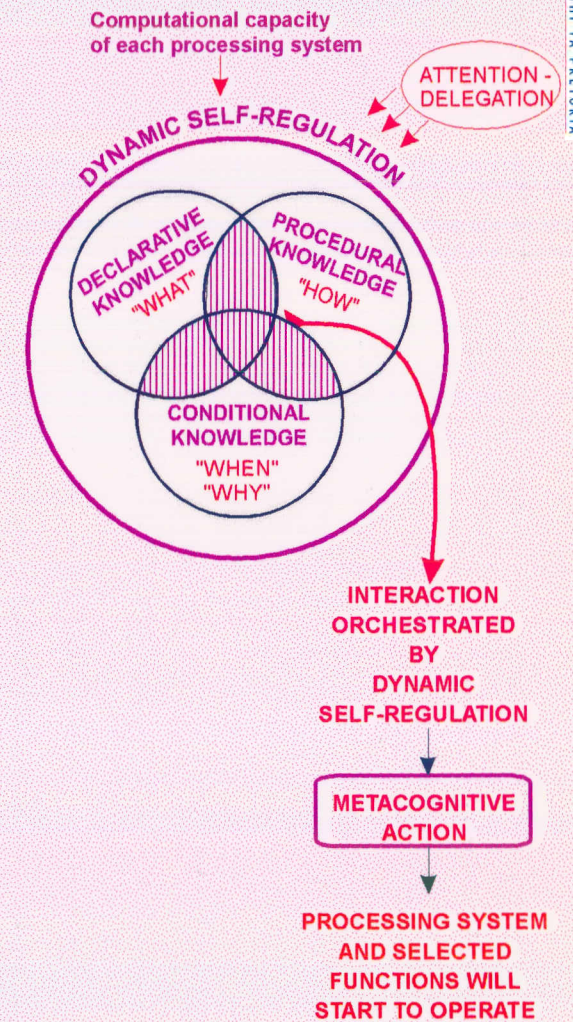 Computational capacity
of each processing system
ATTENTION -
DELEGATION
DYNAMIC SELF-REGULATION
DECLARATIVE
KNOWLEDGE
"WHAT"
PROCEDURAL
KNOWLEDGE
"HOW"
CONDITIONAL
KNOWLEDGE
"WHEN"
"WHY"
INTERACTION
ORCHESTRATED
BY
DYNAMIC
SELF-REGULATION
METACOGNITIVE
ACTION
PROCESSING SYSTEM
AND SELECTED
FUNCTIONS WILL
START TO OPERATE